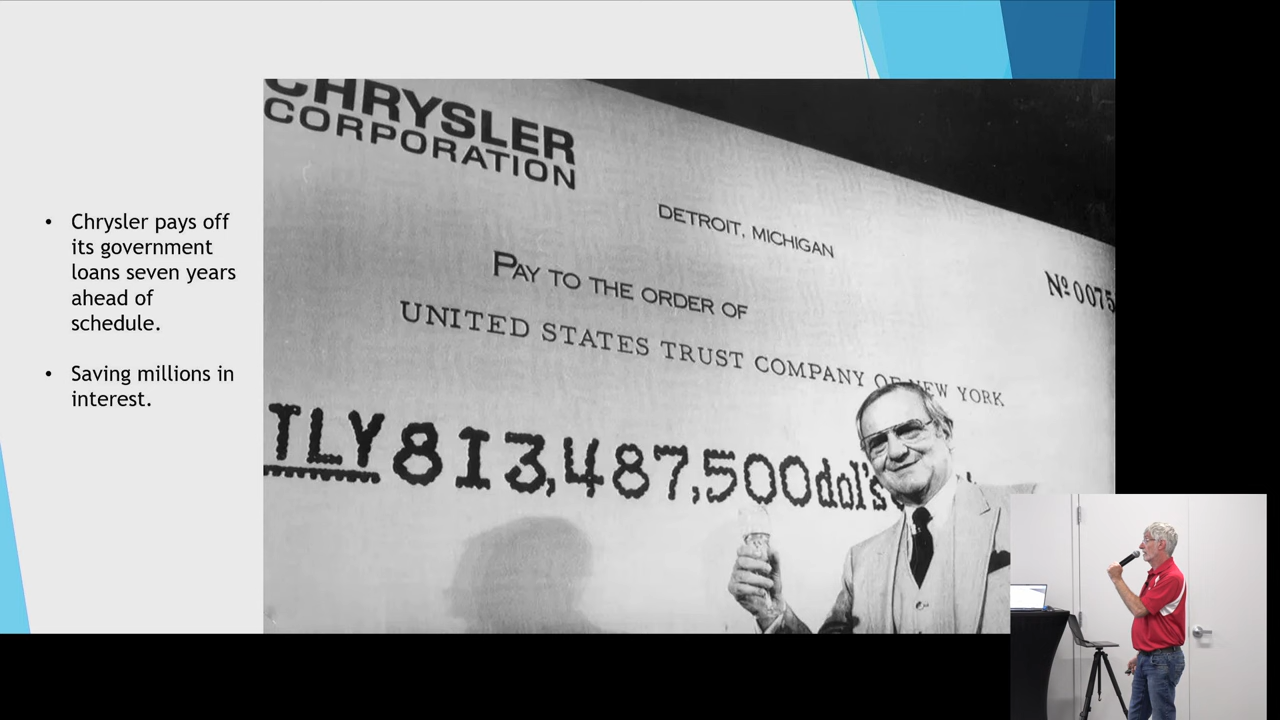 • Chrysler pays off
its government
loans seven years
ahead of
schedule.
• Saving millions in
interest.
CHRYSLER
CORPORATION
DETROIT, MICHIGAN
PAY TO THE ORDER OF
UNITED STATES TRUST COMPANY OF NEW YORK
Nº 0075
TLY 813,487,500 dol's